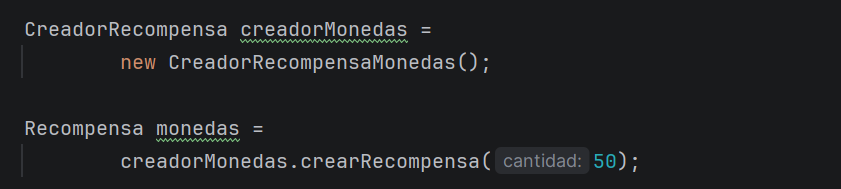 CreadorRecompensa creadorMonedas =
new CreadorRecompensaMonedas();
Recompensa monedas =
creadorMonedas.crearRecompensa( cantidad: 50);